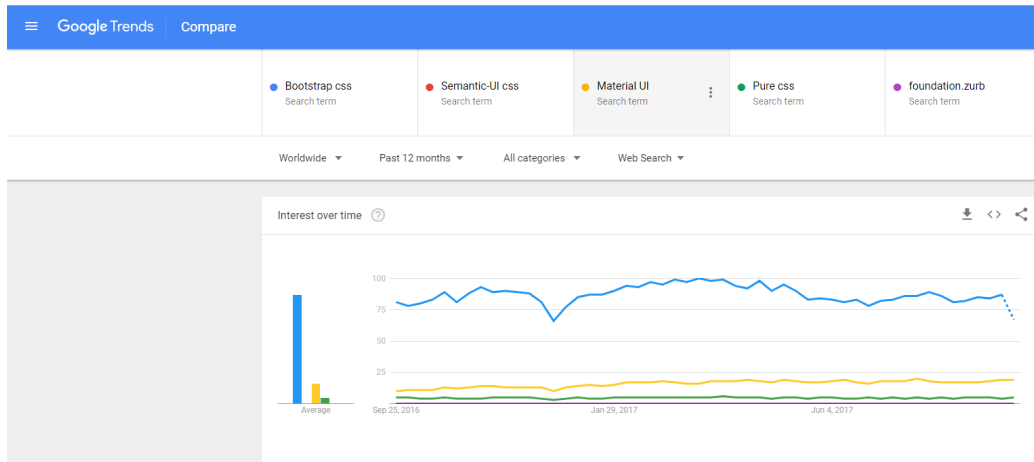 Google Trends Compare
Bootstrap css Semantic-UI css Material UI Pure css foundation.zurb
Search term Search term Search term Search term Search term
Worldwide Past 12 months All categories Web Search
Interest over time ?
100
75
50
25
Average Sep 25, 2016 Jan 29, 2017 Jun 4, 2017